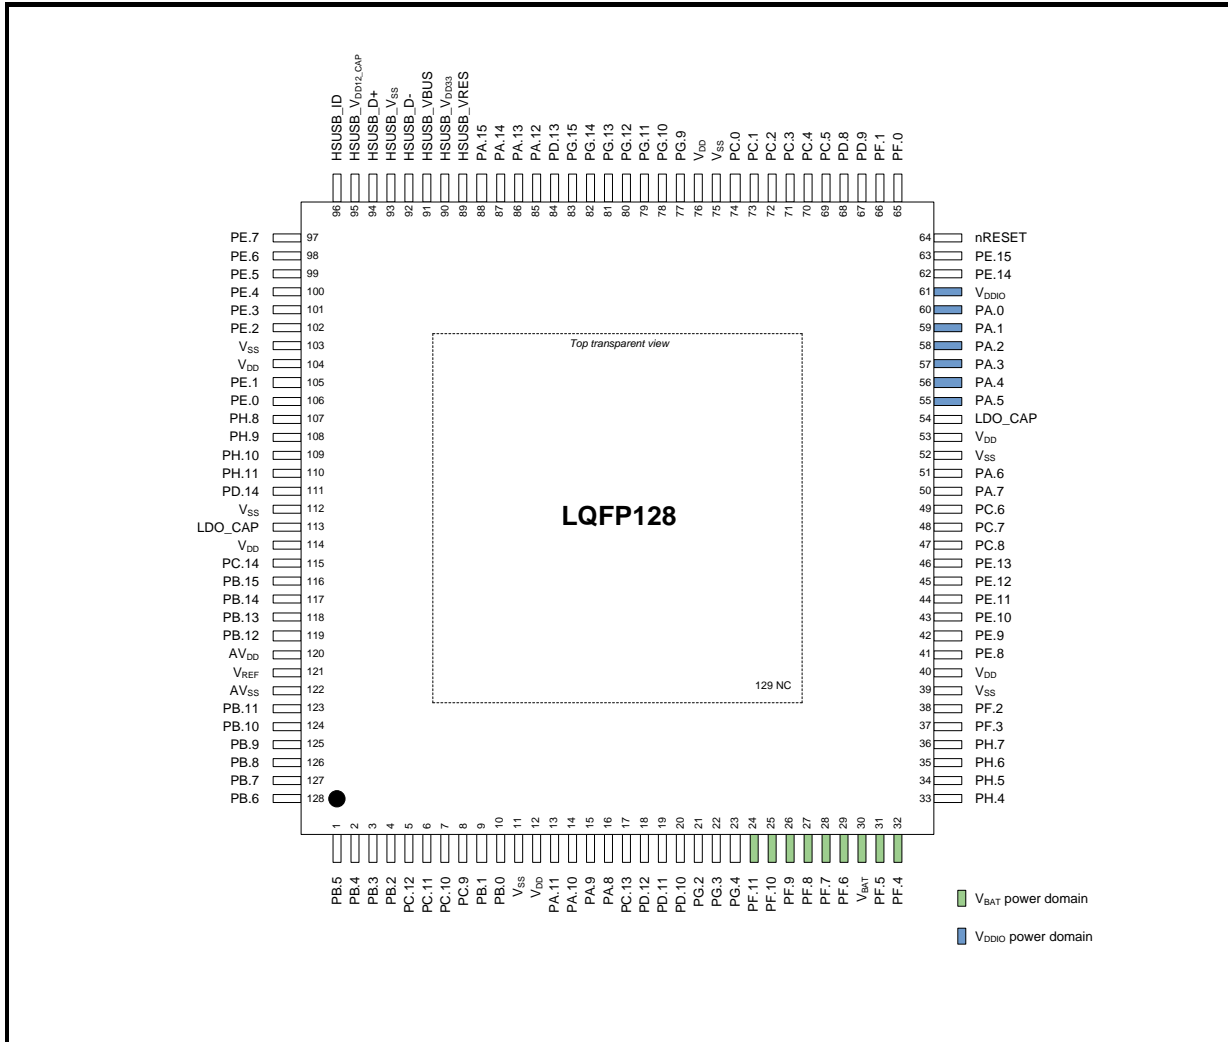 HSUSB_ID
HSUSB_VDD12_CAP
HSUSB_D+
HSUSB_VSS
HSUSB_D-
HSUSB_VBUS
HSUSB_VDD33
HSUSB_VRES
PA.15
PA.14
PA.13
PA.12
PD.13
PG.15
PG.14
PG.13
PG.12
PG.11
PG.10
PG.9
VDD
VSS
PC.0
PC.1
PC.2
PC.3
PC.4
PC.5
PD.8
PD.9
PF.1
PF.0
96
95
94
93
92
91
90
89
88
87
86
85
84
83
82
81
80
79
78
77
76
75
74
73
72
71
70
69
68
67
66
65
PE.7 97
PE.6 98
PE.5 99
PE.4 100
PE.3 101
PE.2 102
VSS 103
VDD 104
PE.1 105
PE.0 106
PH.8 107
PH.9 108
PH.10 109
PH.11 110
PD.14 111
VSS 112
LDO_CAP 113
VDD 114
PC.14 115
PB.15 116
PB.14 117
PB.13 118
PB.12 119
AVDD 120
VREF 121
AVSS 122
PB.11 123
PB.10 124
PB.9 125
PB.8 126
PB.7 127
PB.6 128
Top transparent view
LQFP128
129 NC
64 nRESET
63 PE.15
62 PE.14
61 VDDIO
60 PA.0
59 PA.1
58 PA.2
57 PA.3
56 PA.4
55 PA.5
54 LDO_CAP
53 VDD
52 VSS
51 PA.6
50 PA.7
49 PC.6
48 PC.7
47 PC.8
46 PE.13
45 PE.12
44 PE.11
43 PE.10
42 PE.9
41 PE.8
40 VDD
39 VSS
38 PF.2
37 PF.3
36 PH.7
35 PH.6
34 PH.5
33 PH.4
1
2
3
4
5
6
7
8
9
10
11
12
13
14
15
16
17
18
19
20
21
22
23
24
25
26
27
28
29
30
31
32
PB.5
PB.4
PB.3
PB.2
PC.12
PC.11
PC.10
PC.9
PB.1
PB.0
VSS
VDD
PA.11
PA.10
PA.9
PA.8
PC.13
PD.12
PD.11
PD.10
PG.2
PG.3
PG.4
PF.11
PF.10
PF.9
PF.8
PF.7
PF.6
VBAT
PF.5
PF.4
VBAT power domain
VDDIO power domain